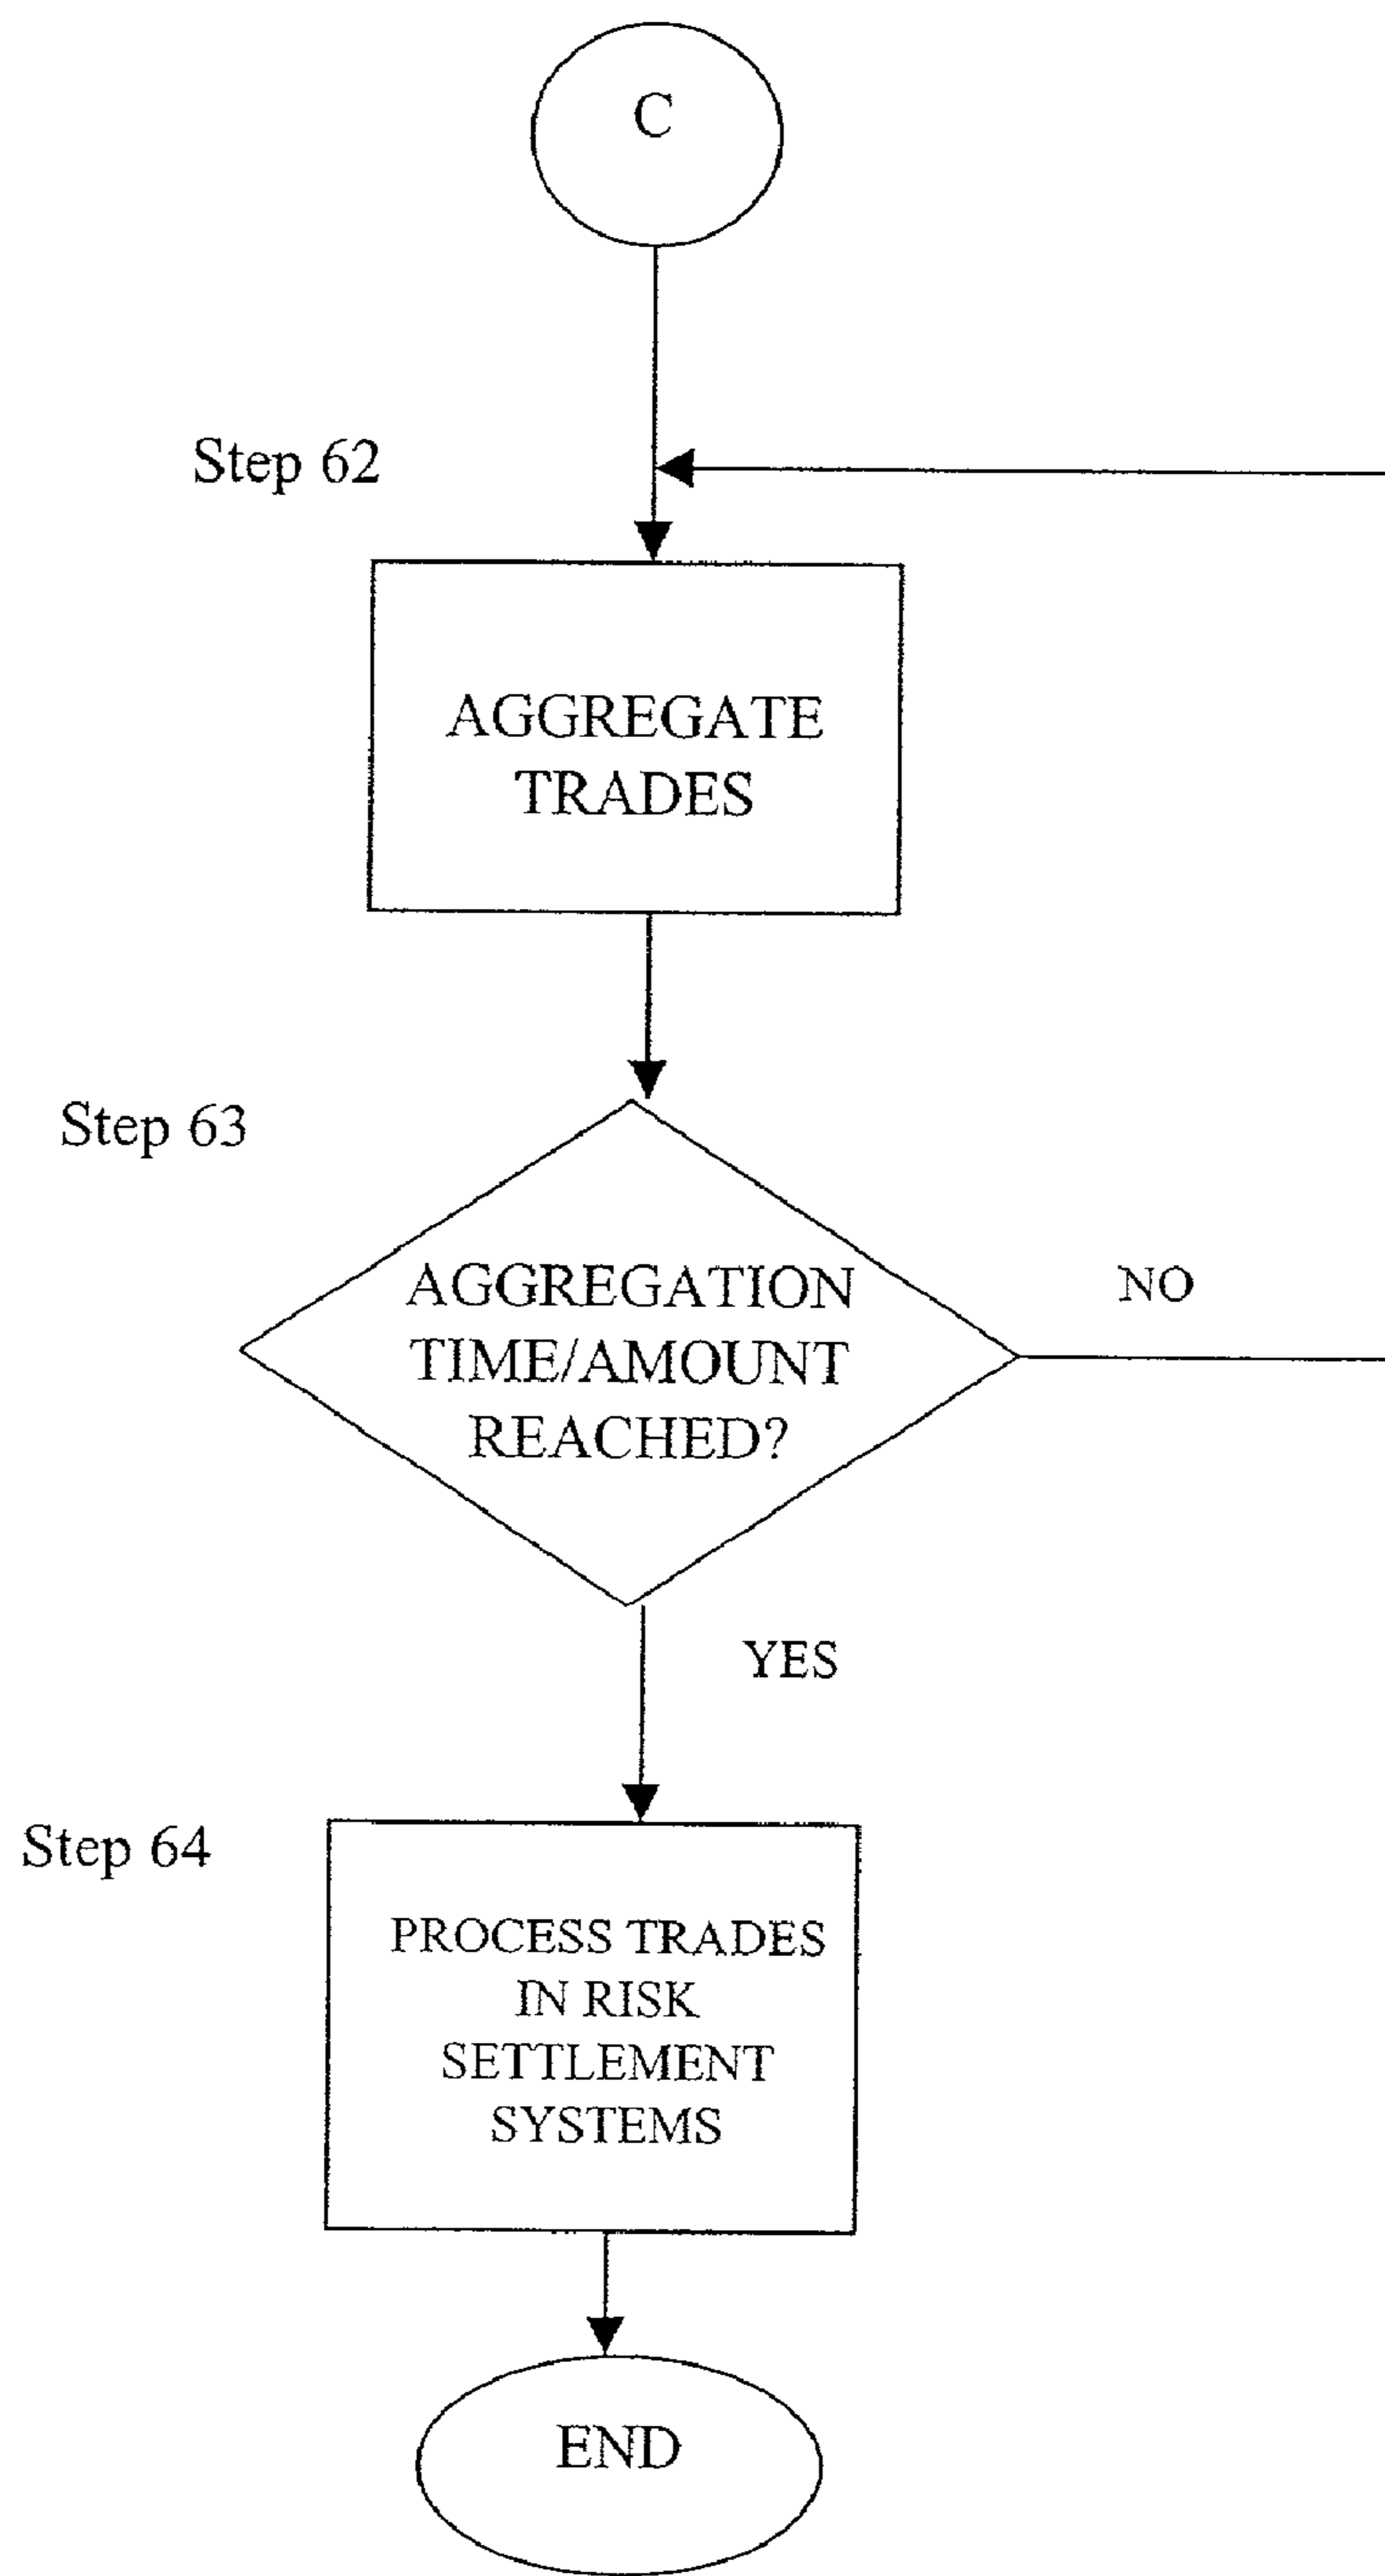 C
Step 62
AGGREGATE
TRADES
Step 63
AGGREGATION
TIME/AMOUNT
REACHED?
NO
YES
Step 64
PROCESS TRADES
IN RISK
SETTLEMENT
SYSTEMS
END